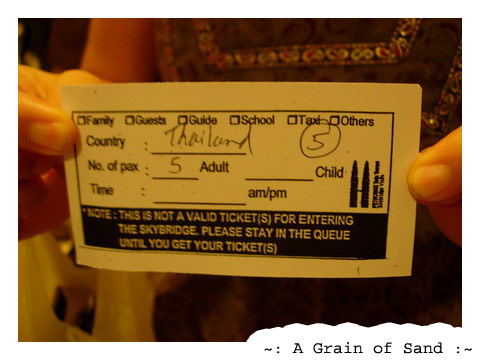 Family Guests Guide School Taxi Others
Country : Thailand 5
No. of pax : 5 Adult Child
Time : am/pm
*NOTE : THIS IS NOT A VALID TICKET(S) FOR ENTERING
THE SKYBRIDGE. PLEASE STAY IN THE QUEUE
UNTIL YOU GET YOUR TICKET(S)
~: A Grain of Sand :~